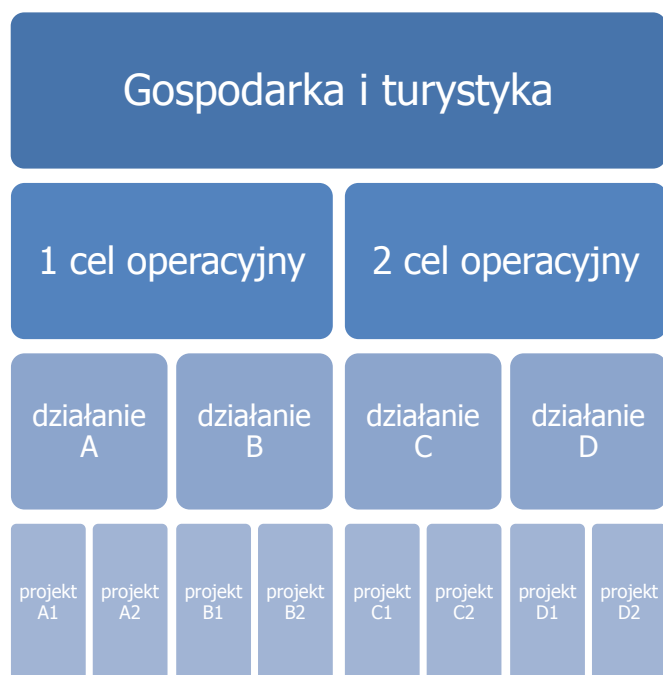 Gospodarka i turystyka
1 cel operacyjny
2 cel operacyjny
działanie
A
działanie
B
działanie
C
działanie
D
projekt
A1
projekt
A2
projekt
B1
projekt
B2
projekt
C1
projekt
C2
projekt
D1
projekt
D2